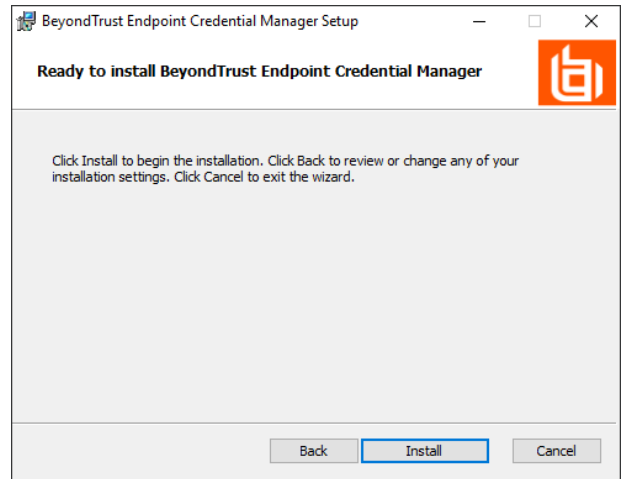 BeyondTrust Endpoint Credential Manager Setup
Ready to install BeyondTrust Endpoint Credential Manager
Click Install to begin the installation. Click Back to review or change any of your
installation settings. Click Cancel to exit the wizard.
Back Install Cancel